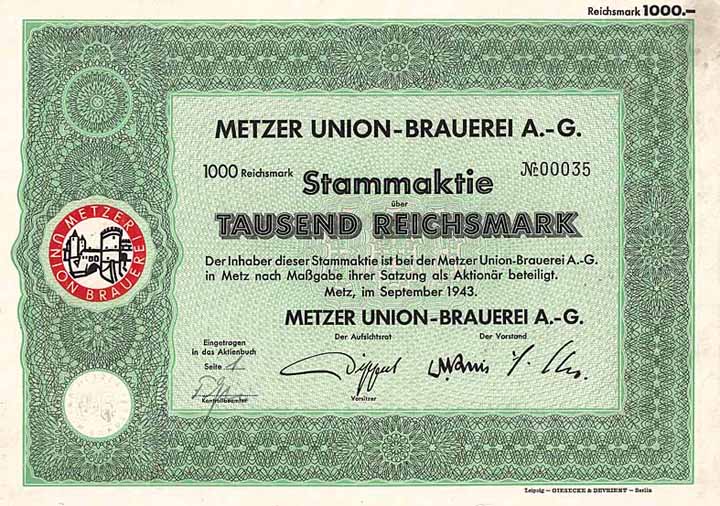 Reichsmark 1000.–
METZER UNION-BRAUEREI A.-G.
1000 Reichsmark Stammaktie № 00035
über
TAUSEND REICHSMARK
Der Inhaber dieser Stammaktie ist bei der Metzer Union-Brauerei A.-G.
in Metz nach Maßgabe ihrer Satzung als Aktionär beteiligt.
Metz, im September 1943.
METZER UNION-BRAUEREI A.-G.
Der Aufsichtsrat Der Vorstand
Eingetragen
in das Aktienbuch
Seite 1
Kontrollbeamter
Dippel
Vorsitzer
METZER
UNION BRAUEREI
Leipzig – GIESECKE & DEVRIENT – Berlin